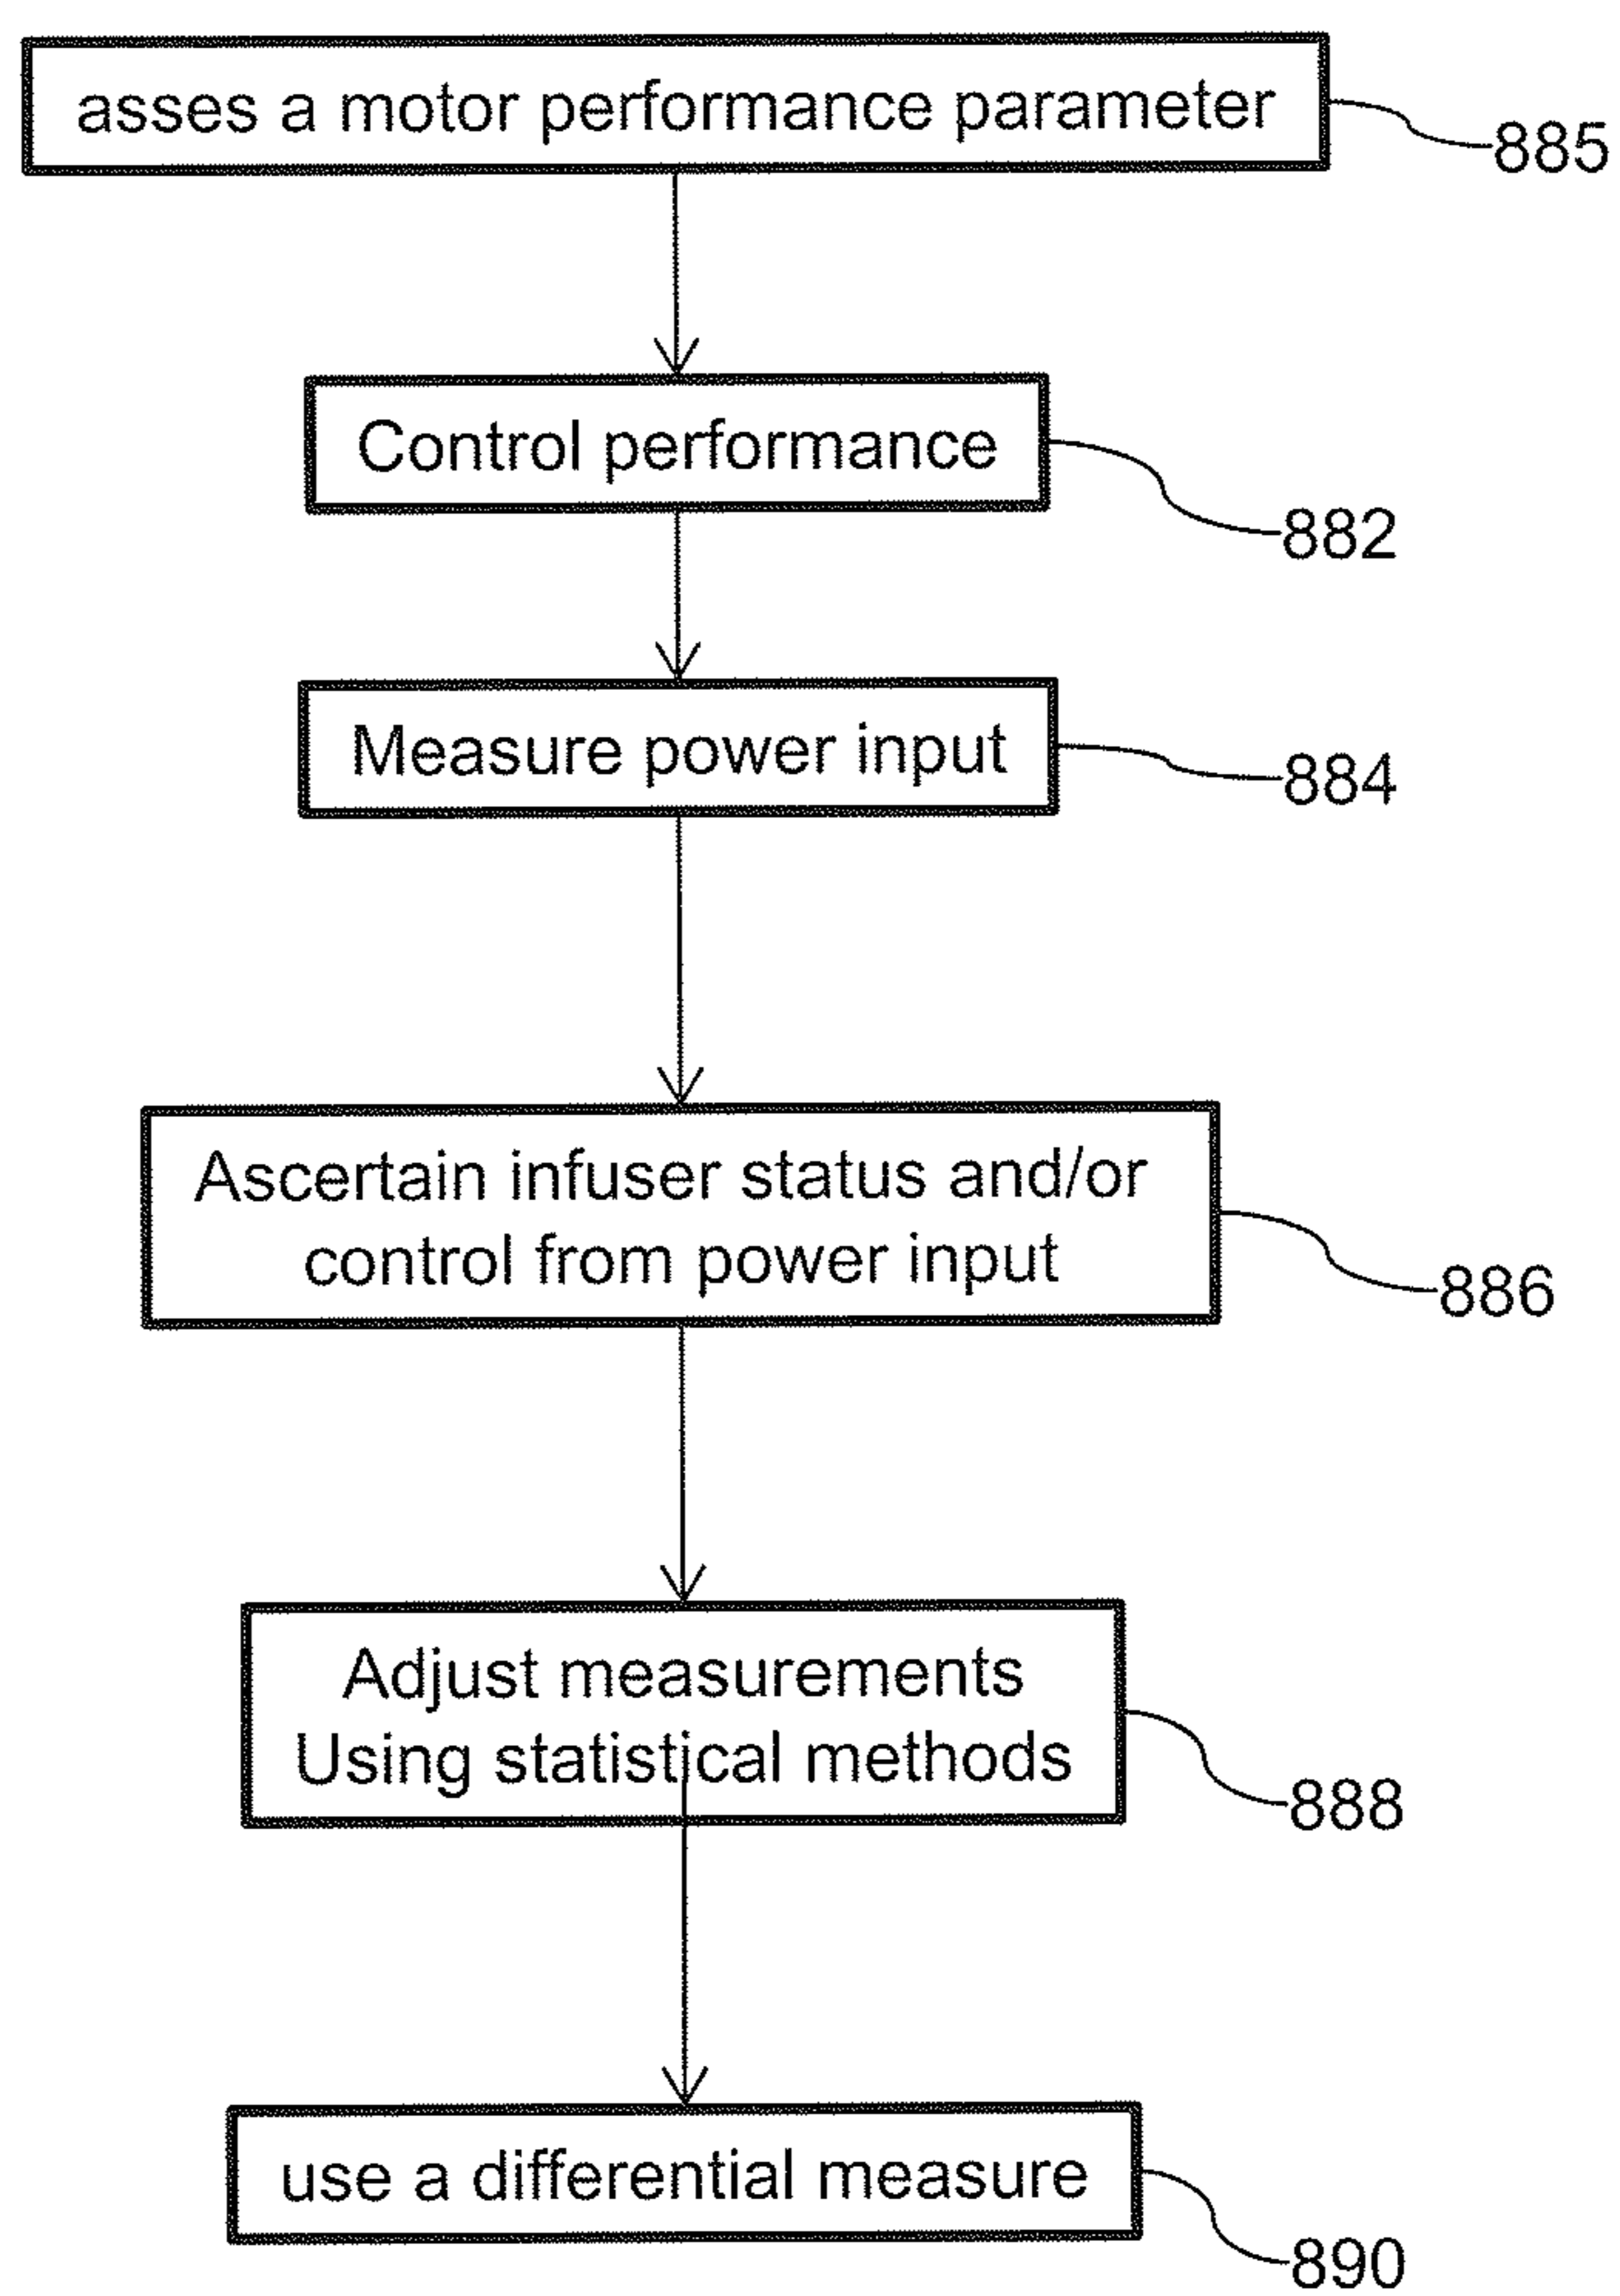 asses a motor performance parameter
885
Control performance
882
Measure power input
884
Ascertain infuser status and/or
control from power input
886
Adjust measurements
Using statistical methods
888
use a differential measure
890